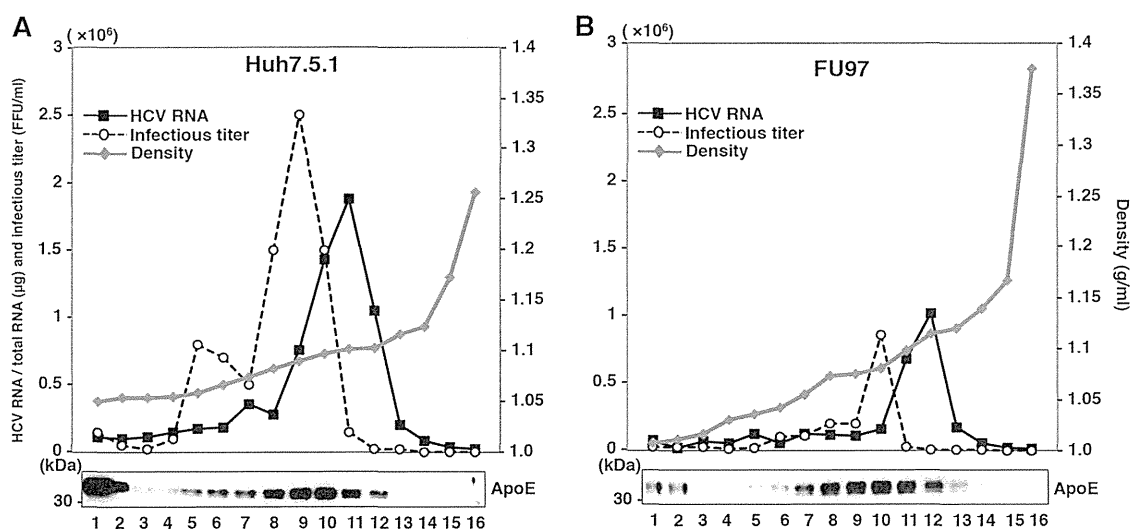 A
(×10⁶)
Huh7.5.1
HCV RNA / total RNA (μg) and infectious titer (FFU/ml)
3
2.5
2
1.5
1
0.5
0
HCV RNA
Infectious titer
Density
1.4
1.35
1.3
1.25
1.2
1.15
1.1
1.05
1.0
(kDa)
30
ApoE
1 2 3 4 5 6 7 8 9 10 11 12 13 14 15 16
B
(×10⁶)
FU97
3
2.5
2
1.5
1
0.5
0
HCV RNA
Infectious titer
Density
1.4
1.35
1.3
1.25
1.2
1.15
1.1
1.05
1.0
Density (g/ml)
(kDa)
30
ApoE
1 2 3 4 5 6 7 8 9 10 11 12 13 14 15 16